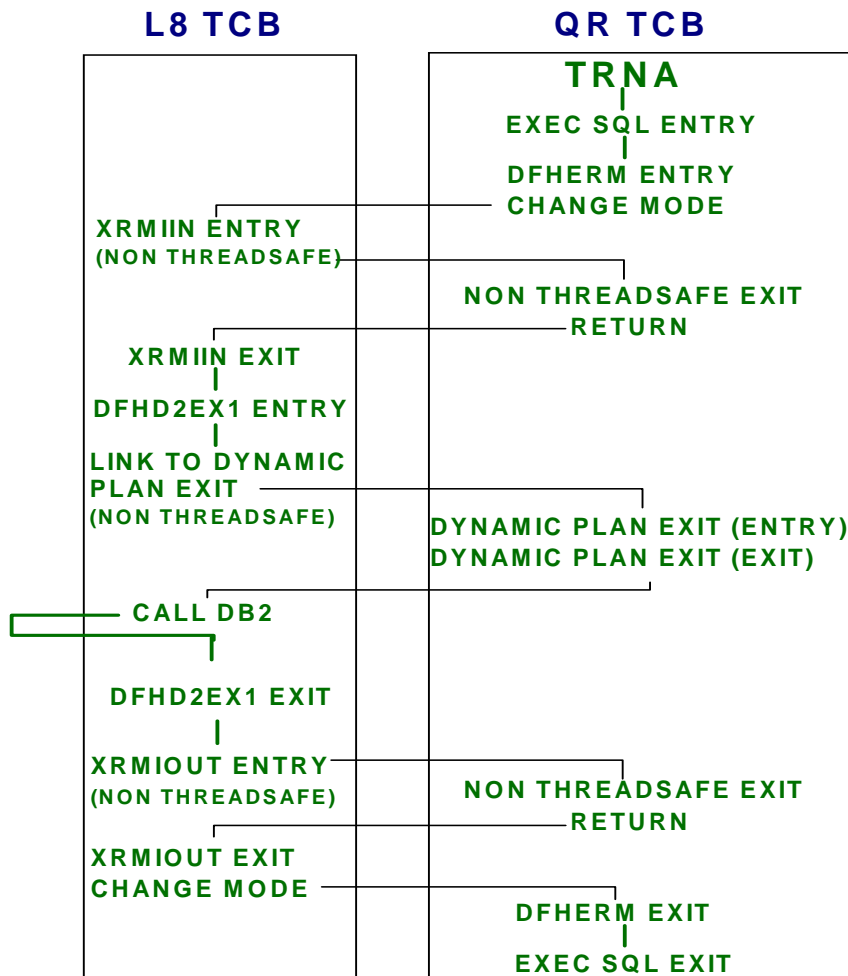 L8 TCB
QR TCB
TRNA
EXEC SQL ENTRY
DFHERM ENTRY
CHANGE MODE
XRMIIN ENTRY
(NON THREADSAFE)
NON THREADSAFE EXIT
RETURN
XRMIIN EXIT
DFHD2EX1 ENTRY
LINK TO DYNAMIC
PLAN EXIT
(NON THREADSAFE)
DYNAMIC PLAN EXIT (ENTRY)
DYNAMIC PLAN EXIT (EXIT)
CALL DB2
DFHD2EX1 EXIT
XRMIOUT ENTRY
(NON THREADSAFE)
NON THREADSAFE EXIT
RETURN
XRMIOUT EXIT
CHANGE MODE
DFHERM EXIT
EXEC SQL EXIT